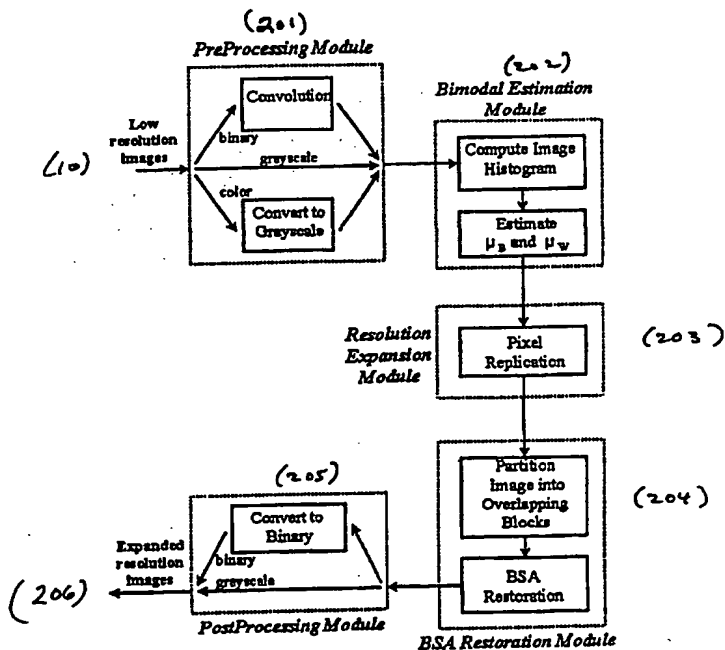 (201)
PreProcessing Module
Convolution
binary
Low
resolution
Images
(10)
grayscale
color
Convert to
Grayscale
(202)
Bimodal Estimation
Module
Compute Image
Histogram
Estimate
μB and μW
Resolution
Expansion
Module
Pixel
Replication
(203)
Partition
Image into
Overlapping
Blocks
(204)
BSA
Restoration
BSA Restoration Module
(205)
Convert to
Binary
binary
grayscale
PostProcessing Module
Expanded
resolution
Images
(206)